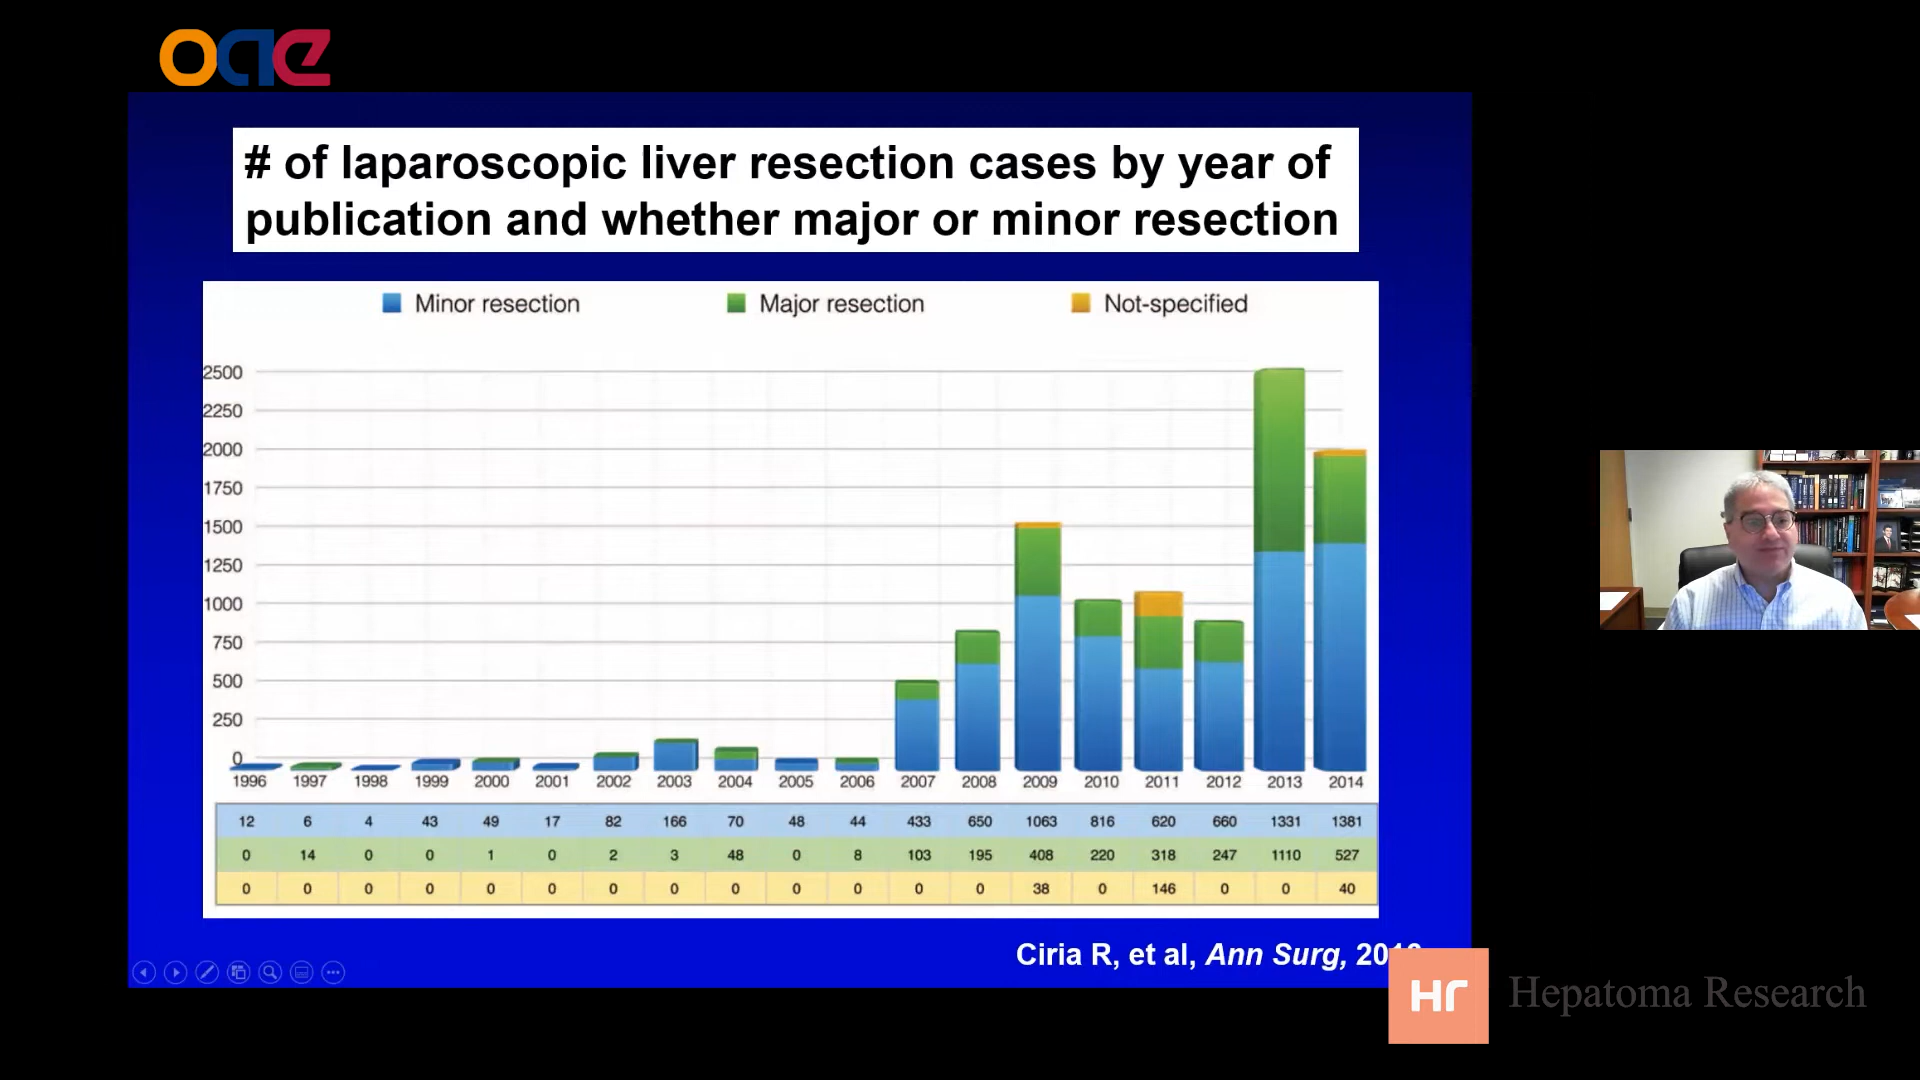 oae
# of laparoscopic liver resection cases by year of
publication and whether major or minor resection
Minor resection Major resection Not-specified
2500
2250
2000
1750
1500
1250
1000
750
500
250
0
1996 1997 1998 1999 2000 2001 2002 2003 2004 2005 2006 2007 2008 2009 2010 2011 2012 2013 2014
12 6 4 43 49 17 82 166 70 48 44 433 650 1063 816 620 660 1331 1381
0 14 0 0 1 0 2 3 48 0 8 103 195 408 220 318 247 1110 527
0 0 0 0 0 0 0 0 0 0 0 0 0 38 0 146 0 0 40
Ciria R, et al, Ann Surg,
Hr Hepatoma Research